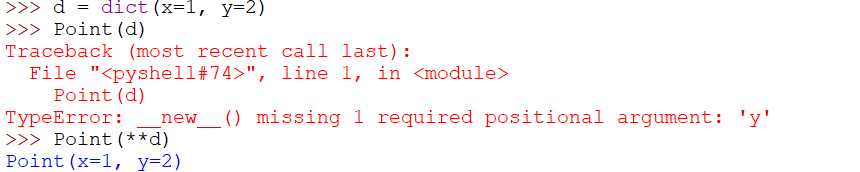 >>> d = dict(x=1, y=2)
>>> Point(d)
Traceback (most recent call last):
  File "<pyshell#74>", line 1, in <module>
    Point(d)
TypeError: __new__() missing 1 required positional argument: 'y'
>>> Point(**d)
Point(x=1, y=2)